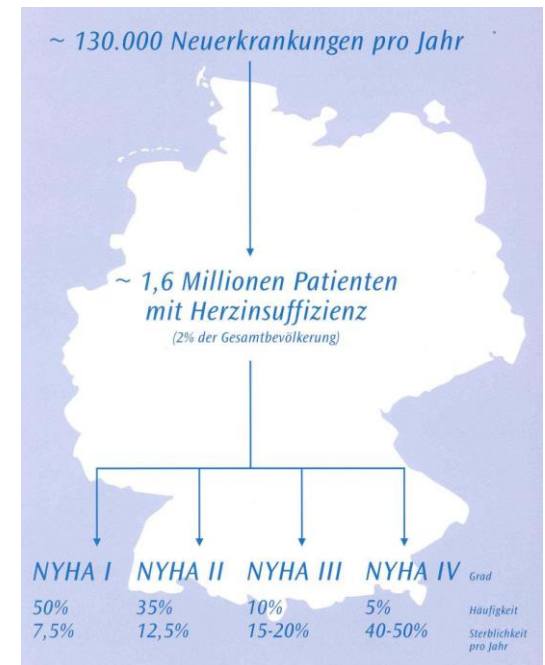 ~ 130.000 Neuerkrankungen pro Jahr
~ 1,6 Millionen Patienten
mit Herzinsuffizienz
(2% der Gesamtbevölkerung)
NYHA I NYHA II NYHA III NYHA IV Grad
50% 35% 10% 5% Häufigkeit
7,5% 12,5% 15-20% 40-50% Sterblichkeit
pro Jahr